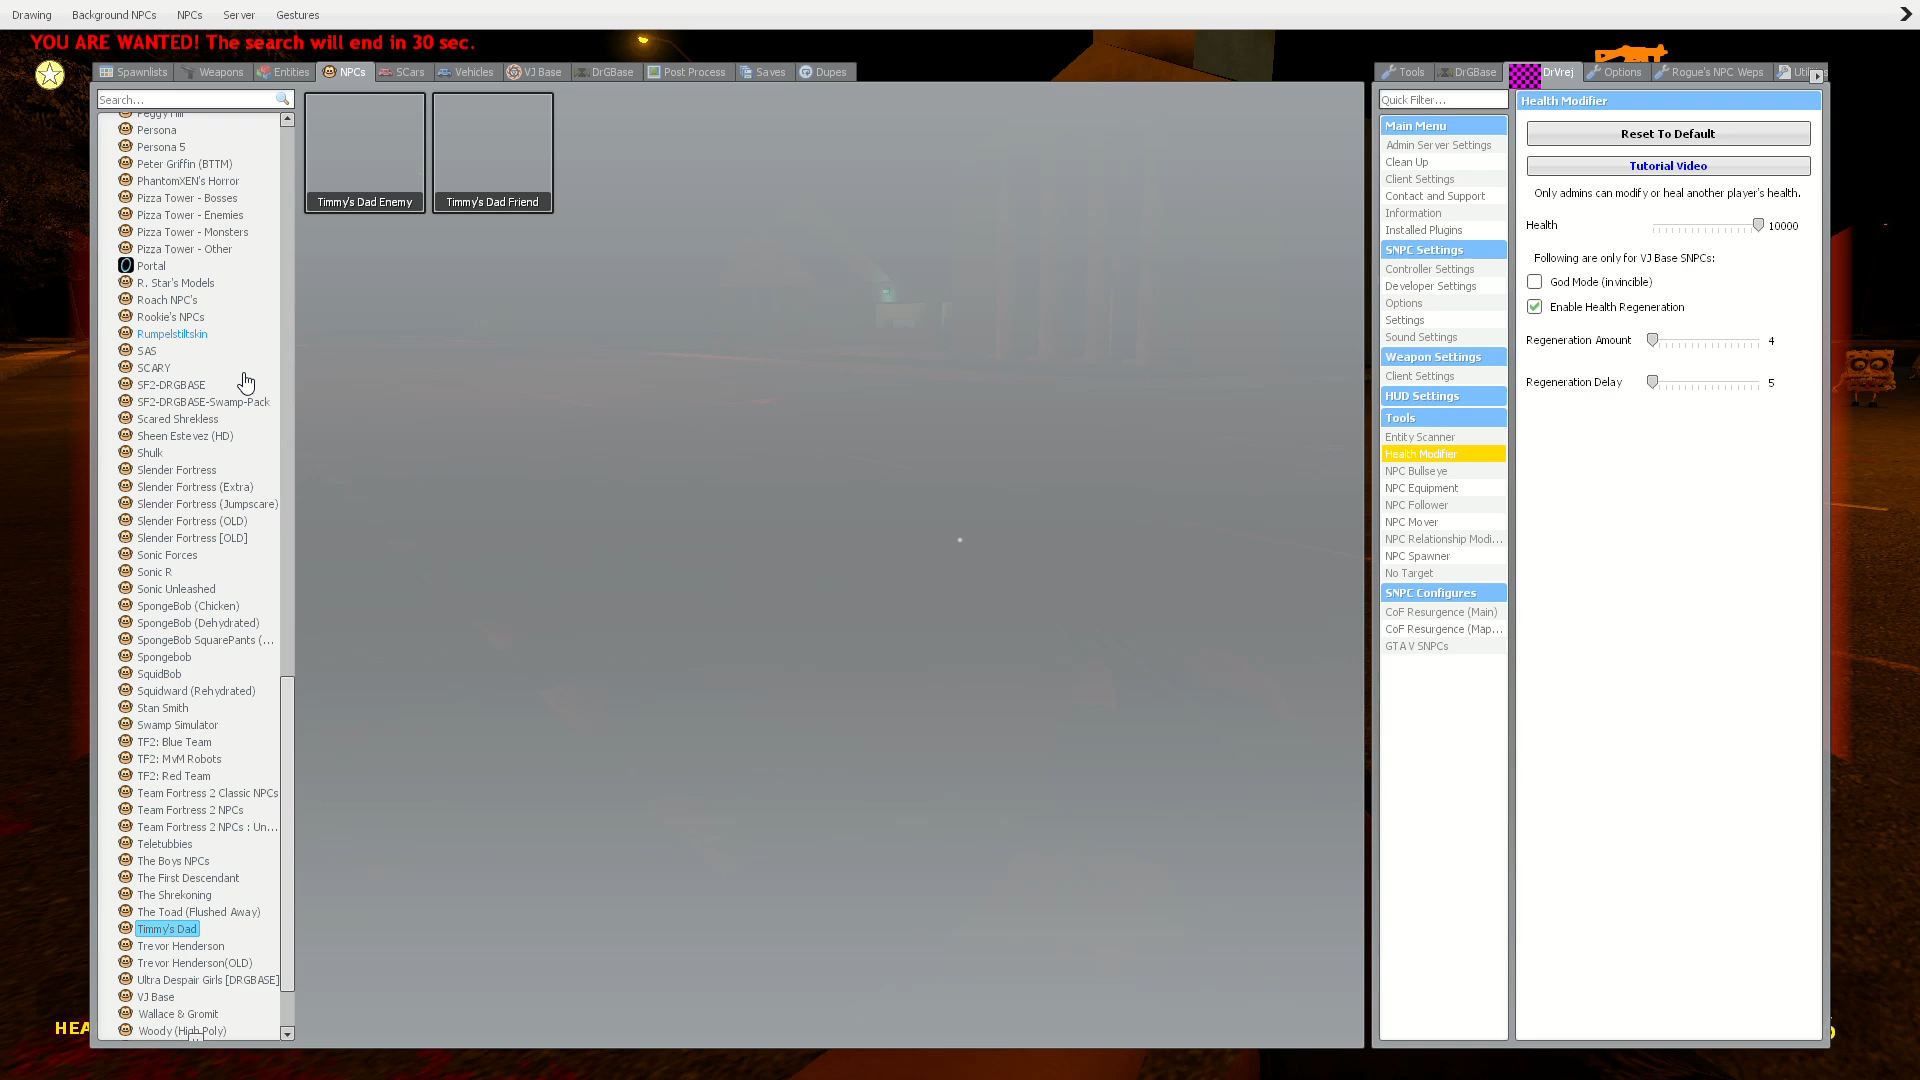 Drawing
Background NPCs
NPCs
Server
Gestures
YOU ARE WANTED! The search will end in 30 sec.
Spawnlists
Weapons
Entities
NPCs
SCars
Vehicles
VJ Base
DrGBase
Post Process
Saves
Dupes
Search...
Peggy Hill
Persona
Persona 5
Peter Griffin (BTTM)
PhantomXEN's Horror
Pizza Tower - Bosses
Pizza Tower - Enemies
Pizza Tower - Monsters
Pizza Tower - Other
Portal
R. Star's Models
Roach NPC's
Rookie's NPCs
Rumpelstiltskin
SAS
SCARY
SF2-DRGBASE
SF2-DRGBASE-Swamp-Pack
Scared Shrekless
Sheen Estevez (HD)
Shulk
Slender Fortress
Slender Fortress (Extra)
Slender Fortress (Jumpscare)
Slender Fortress (OLD)
Slender Fortress [OLD]
Sonic Forces
Sonic R
Sonic Unleashed
SpongeBob (Chicken)
SpongeBob (Dehydrated)
SpongeBob SquarePants (...
Spongebob
SquidBob
Squidward (Rehydrated)
Stan Smith
Swamp Simulator
TF2: Blue Team
TF2: MvM Robots
TF2: Red Team
Team Fortress 2 Classic NPCs
Team Fortress 2 NPCs
Team Fortress 2 NPCs : Un...
Teletubbies
The Boys NPCs
The First Descendant
The Shrekoning
The Toad (Flushed Away)
Timmy's Dad
Trevor Henderson
Trevor Henderson(OLD)
Ultra Despair Girls [DRGBASE]
VJ Base
Wallace & Gromit
Woody (High Poly)
HEA
Timmy's Dad Enemy
Timmy's Dad Friend
Tools
DrGBase
DrVrej
Options
Rogue's NPC Weps
Utili
Quick Filter...
Main Menu
Admin Server Settings
Clean Up
Client Settings
Contact and Support
Information
Installed Plugins
SNPC Settings
Controller Settings
Developer Settings
Options
Settings
Sound Settings
Weapon Settings
Client Settings
HUD Settings
Tools
Entity Scanner
Health Modifier
NPC Bullseye
NPC Equipment
NPC Follower
NPC Mover
NPC Relationship Modi...
NPC Spawner
No Target
SNPC Configures
CoF Resurgence (Main)
CoF Resurgence (Map...
GTA V SNPCs
Health Modifier
Reset To Default
Tutorial Video
Only admins can modify or heal another player's health.
Health 10000
Following are only for VJ Base SNPCs:
God Mode (invincible)
Enable Health Regeneration
Regeneration Amount 4
Regeneration Delay 5